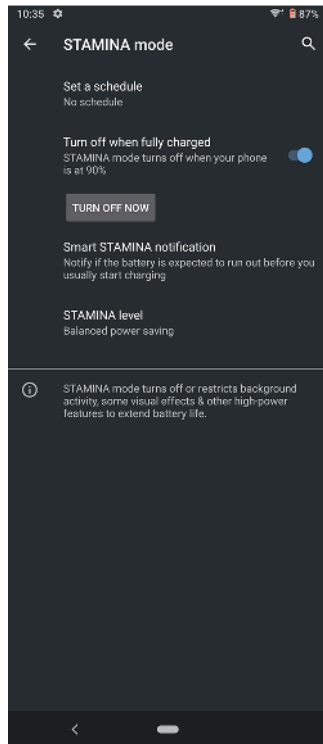 10:35 87%
STAMINA mode
Set a schedule
No schedule
Turn off when fully charged
STAMINA mode turns off when your phone
is at 90%
TURN OFF NOW
Smart STAMINA notification
Notify if the battery is expected to run out before you
usually start charging
STAMINA level
Balanced power saving
STAMINA mode turns off or restricts background
activity, some visual effects & other high-power
features to extend battery life.